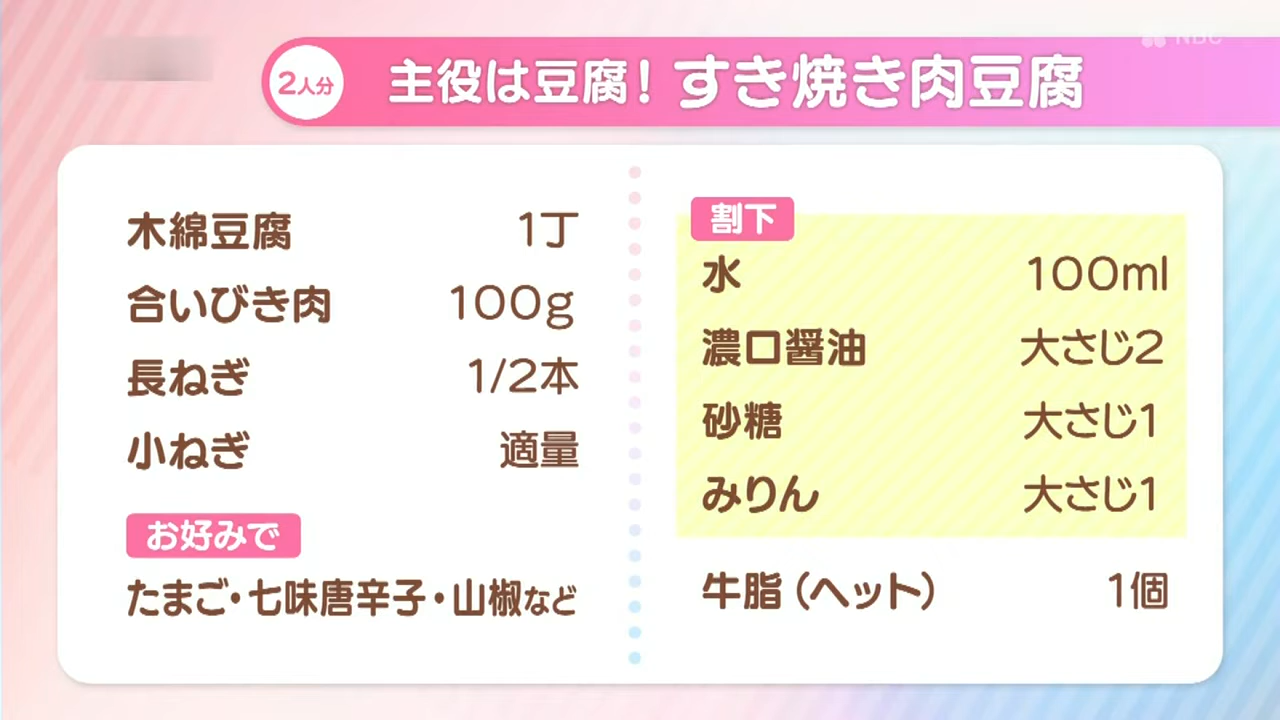 NBC
2人分
主役は豆腐！すき焼き肉豆腐
木綿豆腐 1丁
合いびき肉 100g
長ねぎ 1/2本
小ねぎ 適量
お好みで
たまご・七味唐辛子・山椒など
割下
水 100ml
濃口醤油 大さじ2
砂糖 大さじ1
みりん 大さじ1
牛脂（ヘット） 1個